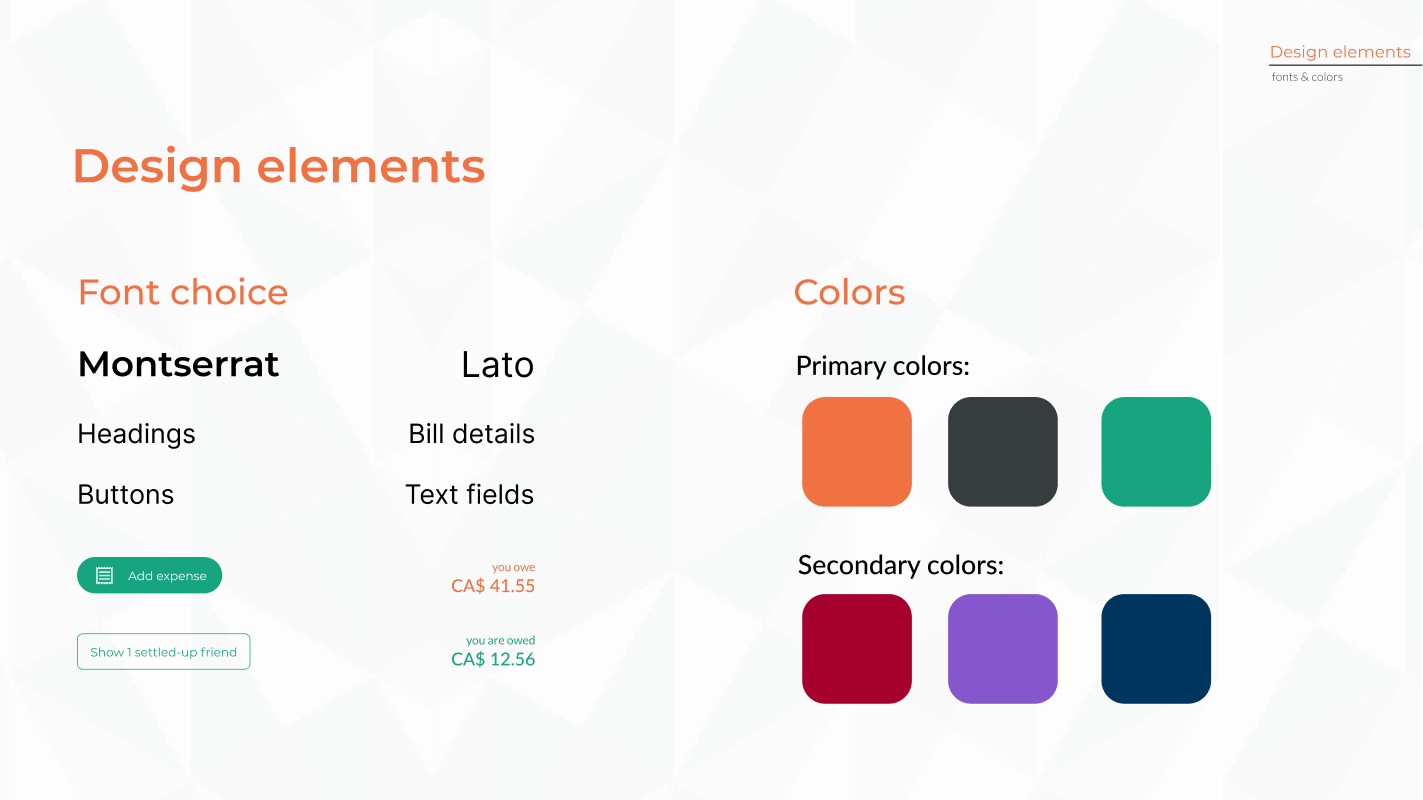 Design elements
fonts & colors
Design elements
Font choice
Montserrat
Headings
Buttons
Add expense
Show 1 settled-up friend
Lato
Bill details
Text fields
you owe
CA$ 41.55
you are owed
CA$ 12.56
Colors
Primary colors:
Secondary colors: